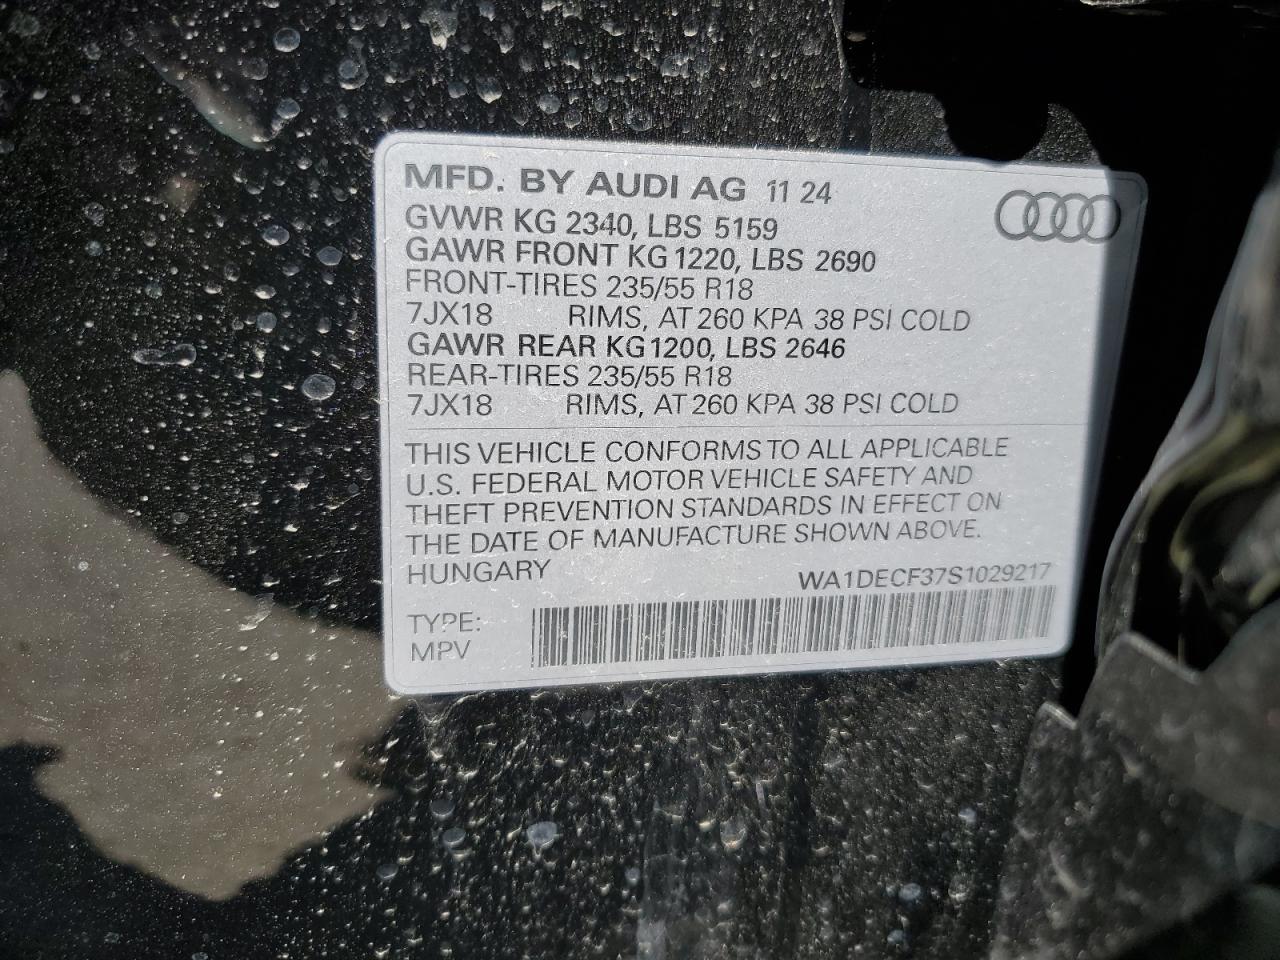 MFD. BY AUDI AG 11 24
GVWR KG 2340, LBS 5159
GAWR FRONT KG 1220, LBS 2690
FRONT-TIRES 235/55 R18
7JX18 RIMS, AT 260 KPA 38 PSI COLD
GAWR REAR KG 1200, LBS 2646
REAR-TIRES 235/55 R18
7JX18 RIMS, AT 260 KPA 38 PSI COLD
THIS VEHICLE CONFORMS TO ALL APPLICABLE
U.S. FEDERAL MOTOR VEHICLE SAFETY AND
THEFT PREVENTION STANDARDS IN EFFECT ON
THE DATE OF MANUFACTURE SHOWN ABOVE.
HUNGARY WA1DECF37S1029217
TYPE:
MPV